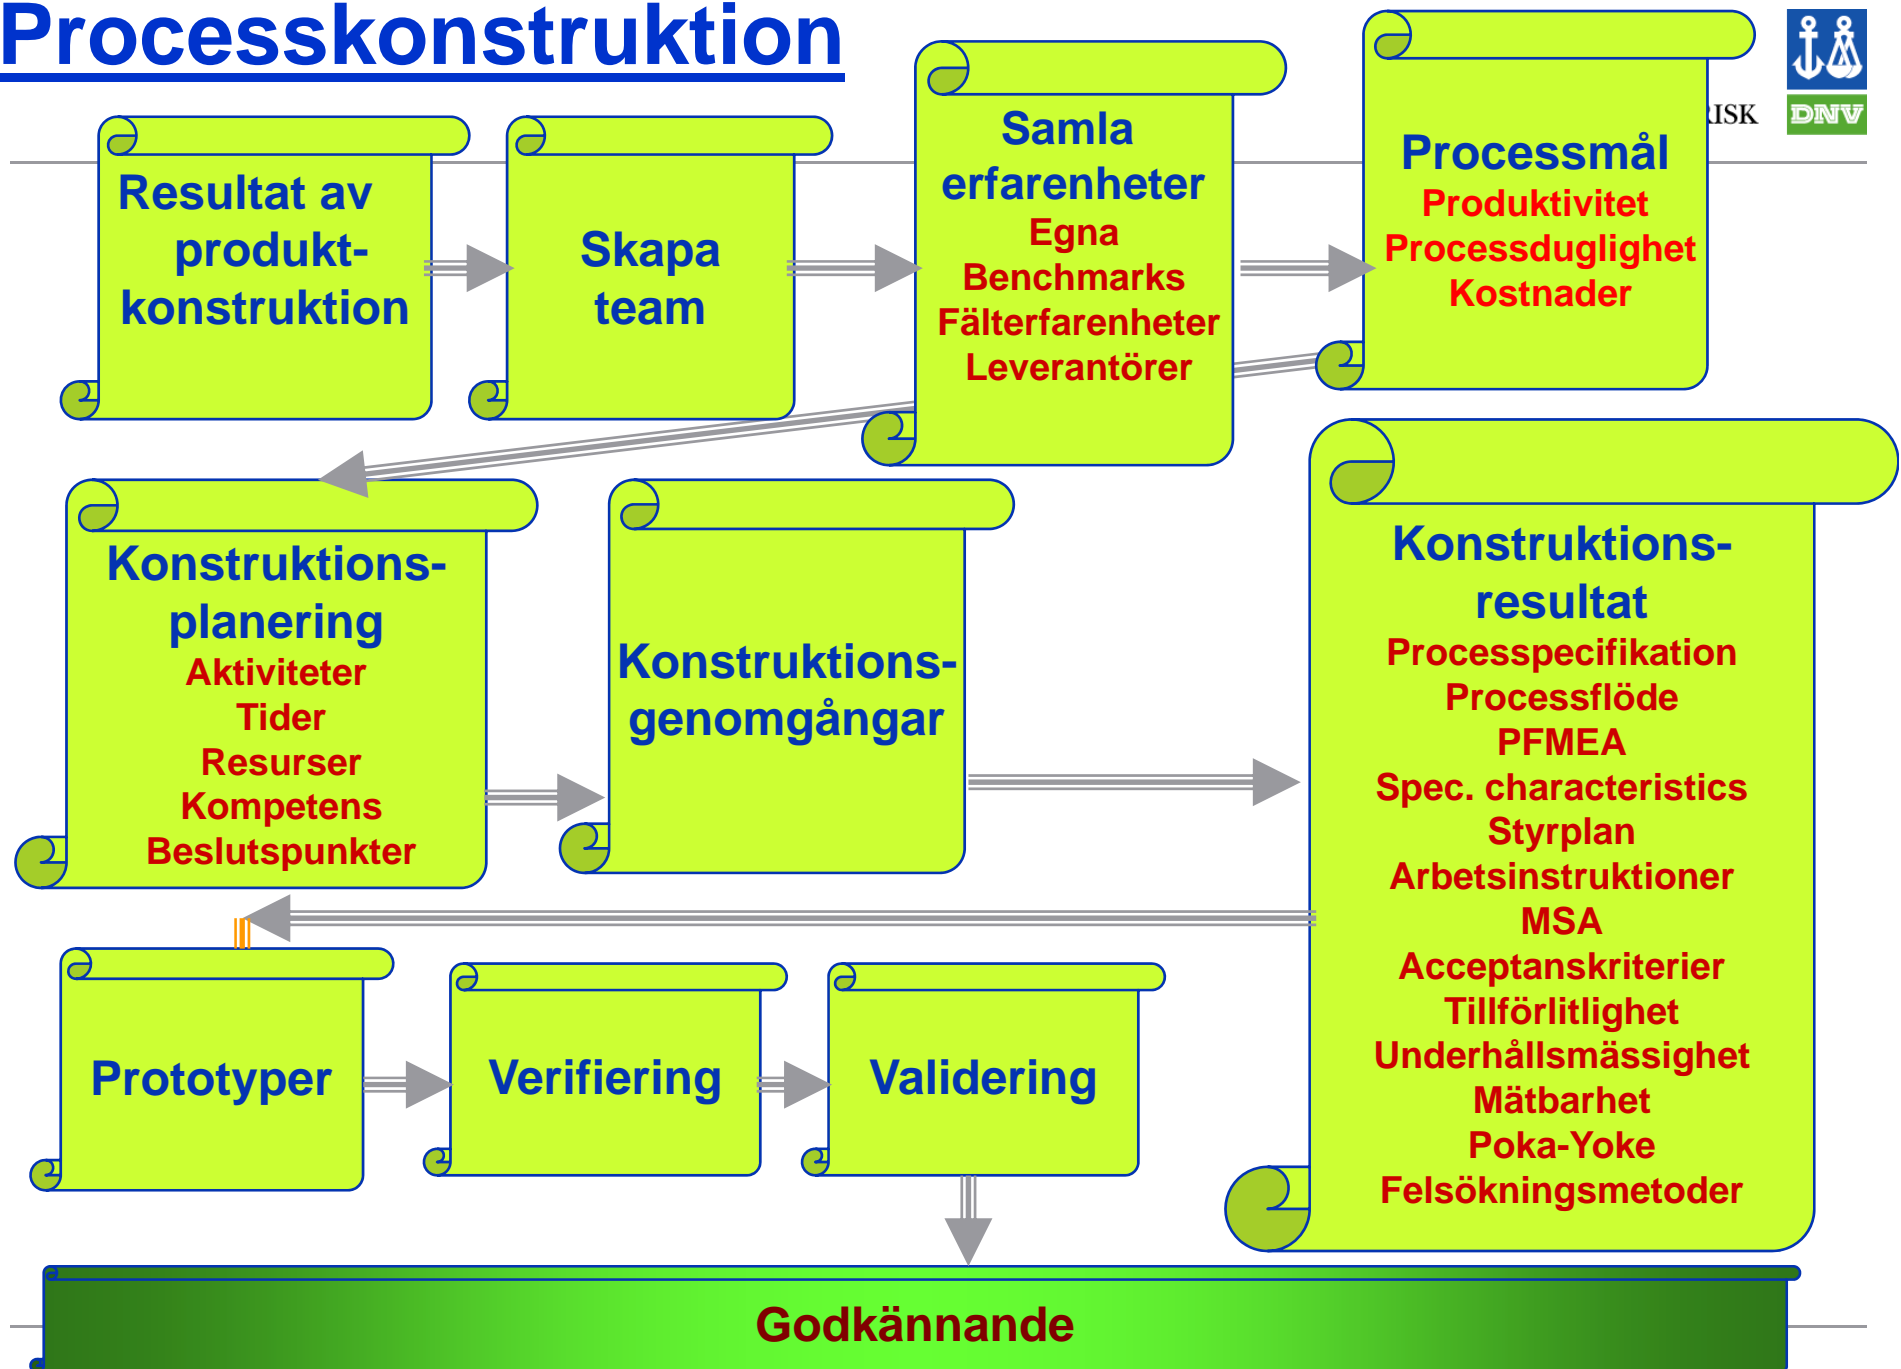 Processkonstruktion
DNV
Resultat av
produkt-
konstruktion
Skapa
team
Samla
erfarenheter
Egna
Benchmarks
Fälterfarenheter
Leverantörer
Processmål
Produktivitet
Processduglighet
Kostnader
Konstruktions-
planering
Aktiviteter
Tider
Resurser
Kompetens
Beslutspunkter
Konstruktions-
genomgångar
Konstruktions-
resultat
Processpecifikation
Processflöde
PFMEA
Spec. characteristics
Styrplan
Arbetsinstruktioner
MSA
Acceptanskriterier
Tillförlitlighet
Underhållsmässighet
Mätbarhet
Poka-Yoke
Felsökningsmetoder
Prototyper
Verifiering
Validering
Godkännande